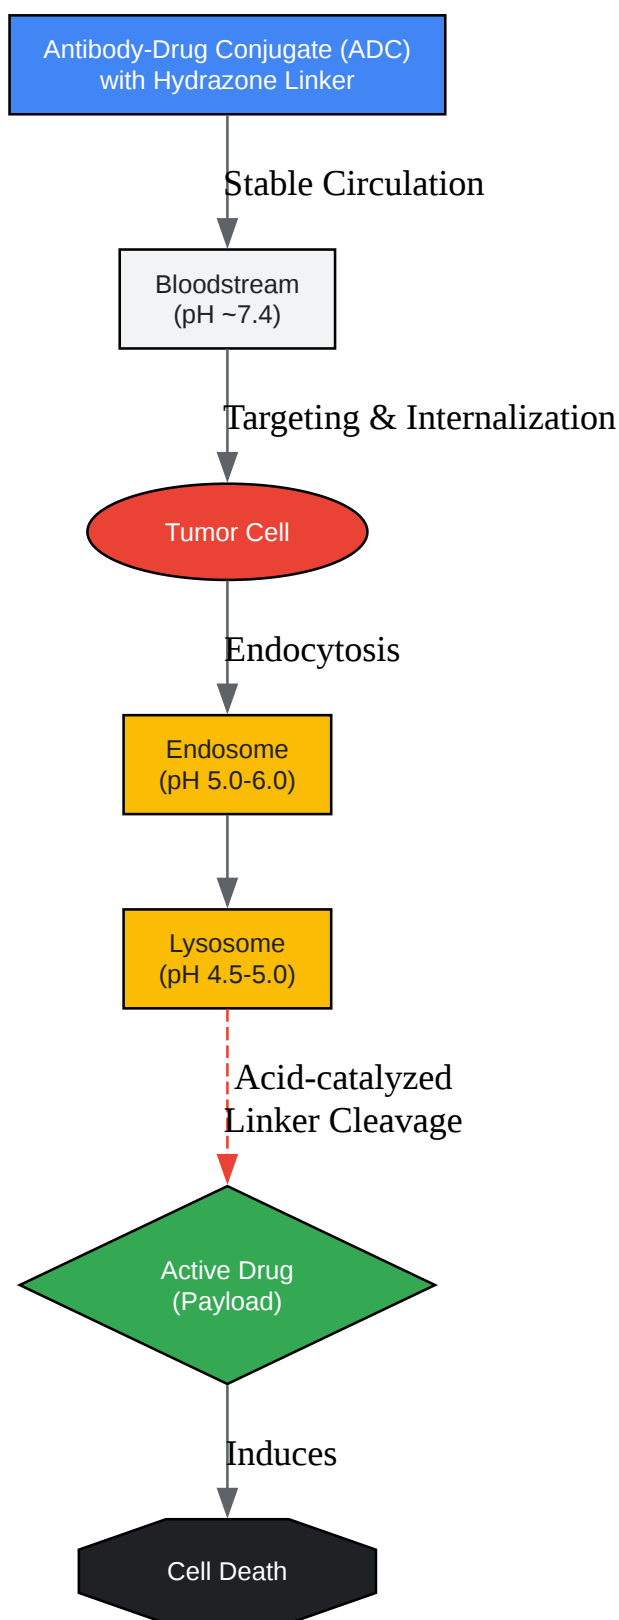 Antibody-Drug Conjugate (ADC)
with Hydrazone Linker
Stable Circulation
Bloodstream
(pH ~7.4)
Targeting & Internalization
Tumor Cell
Endocytosis
Endosome
(pH 5.0-6.0)
Lysosome
(pH 4.5-5.0)
Acid-catalyzed
Linker Cleavage
Active Drug
(Payload)
Induces
Cell Death